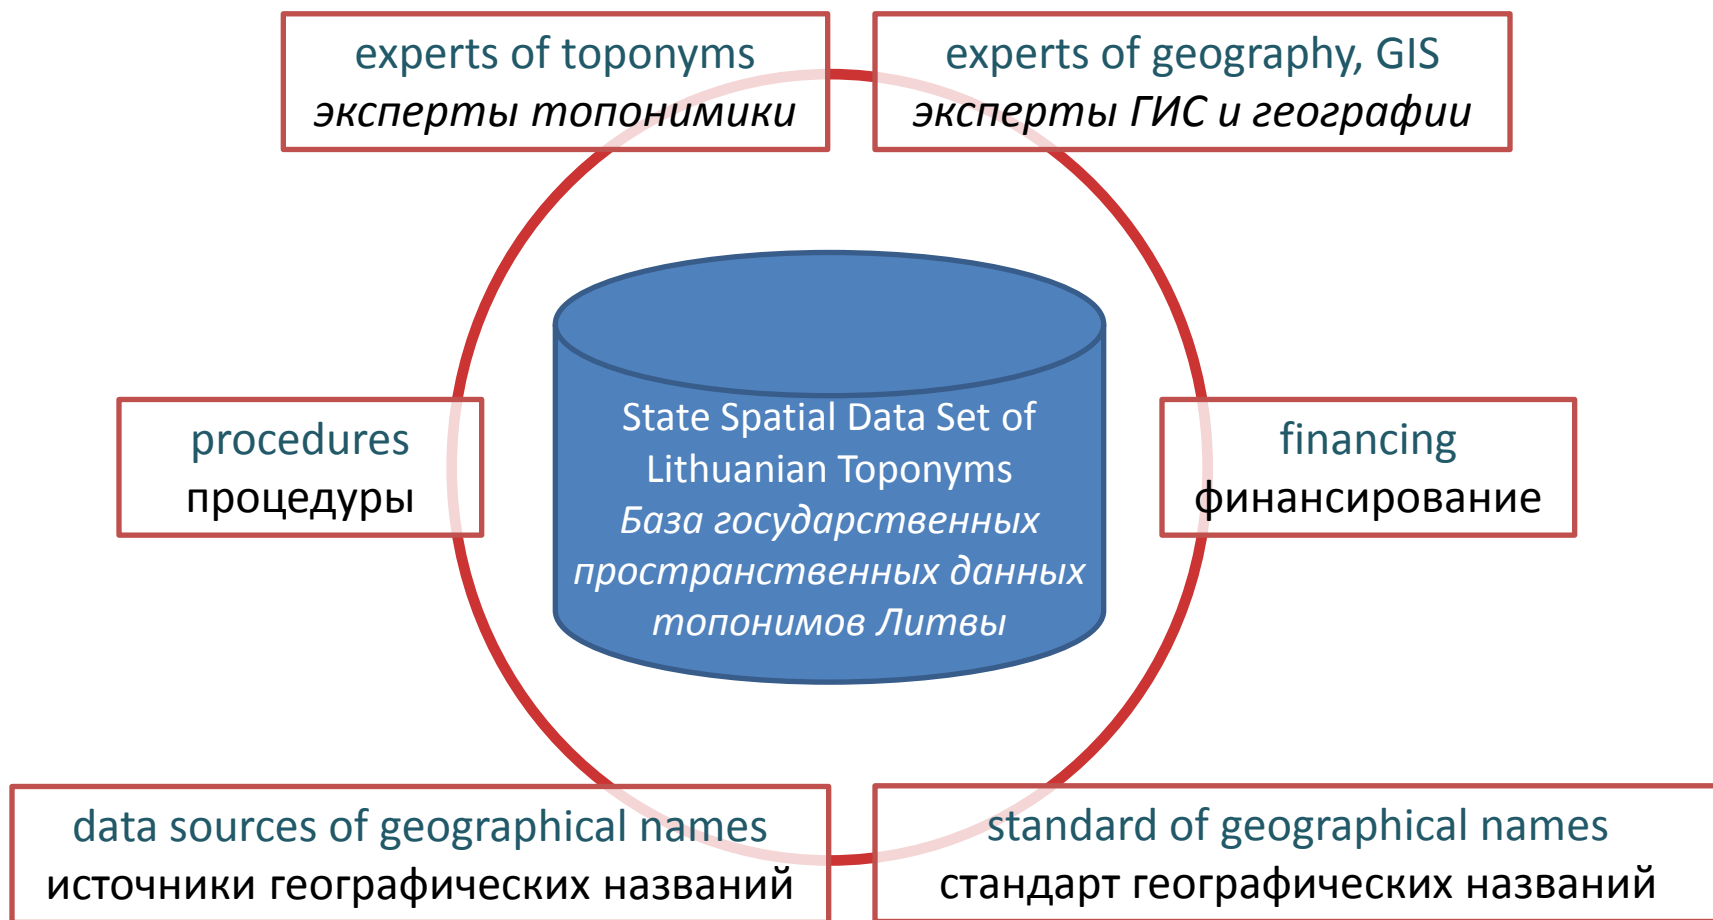 experts of toponyms
эксперты топонимики
experts of geography, GIS
эксперты ГИС и географии
procedures
процедуры
State Spatial Data Set of
Lithuanian Toponyms
База государственных
пространственных данных
топонимов Литвы
financing
финансирование
data sources of geographical names
источники географических названий
standard of geographical names
стандарт географических названий